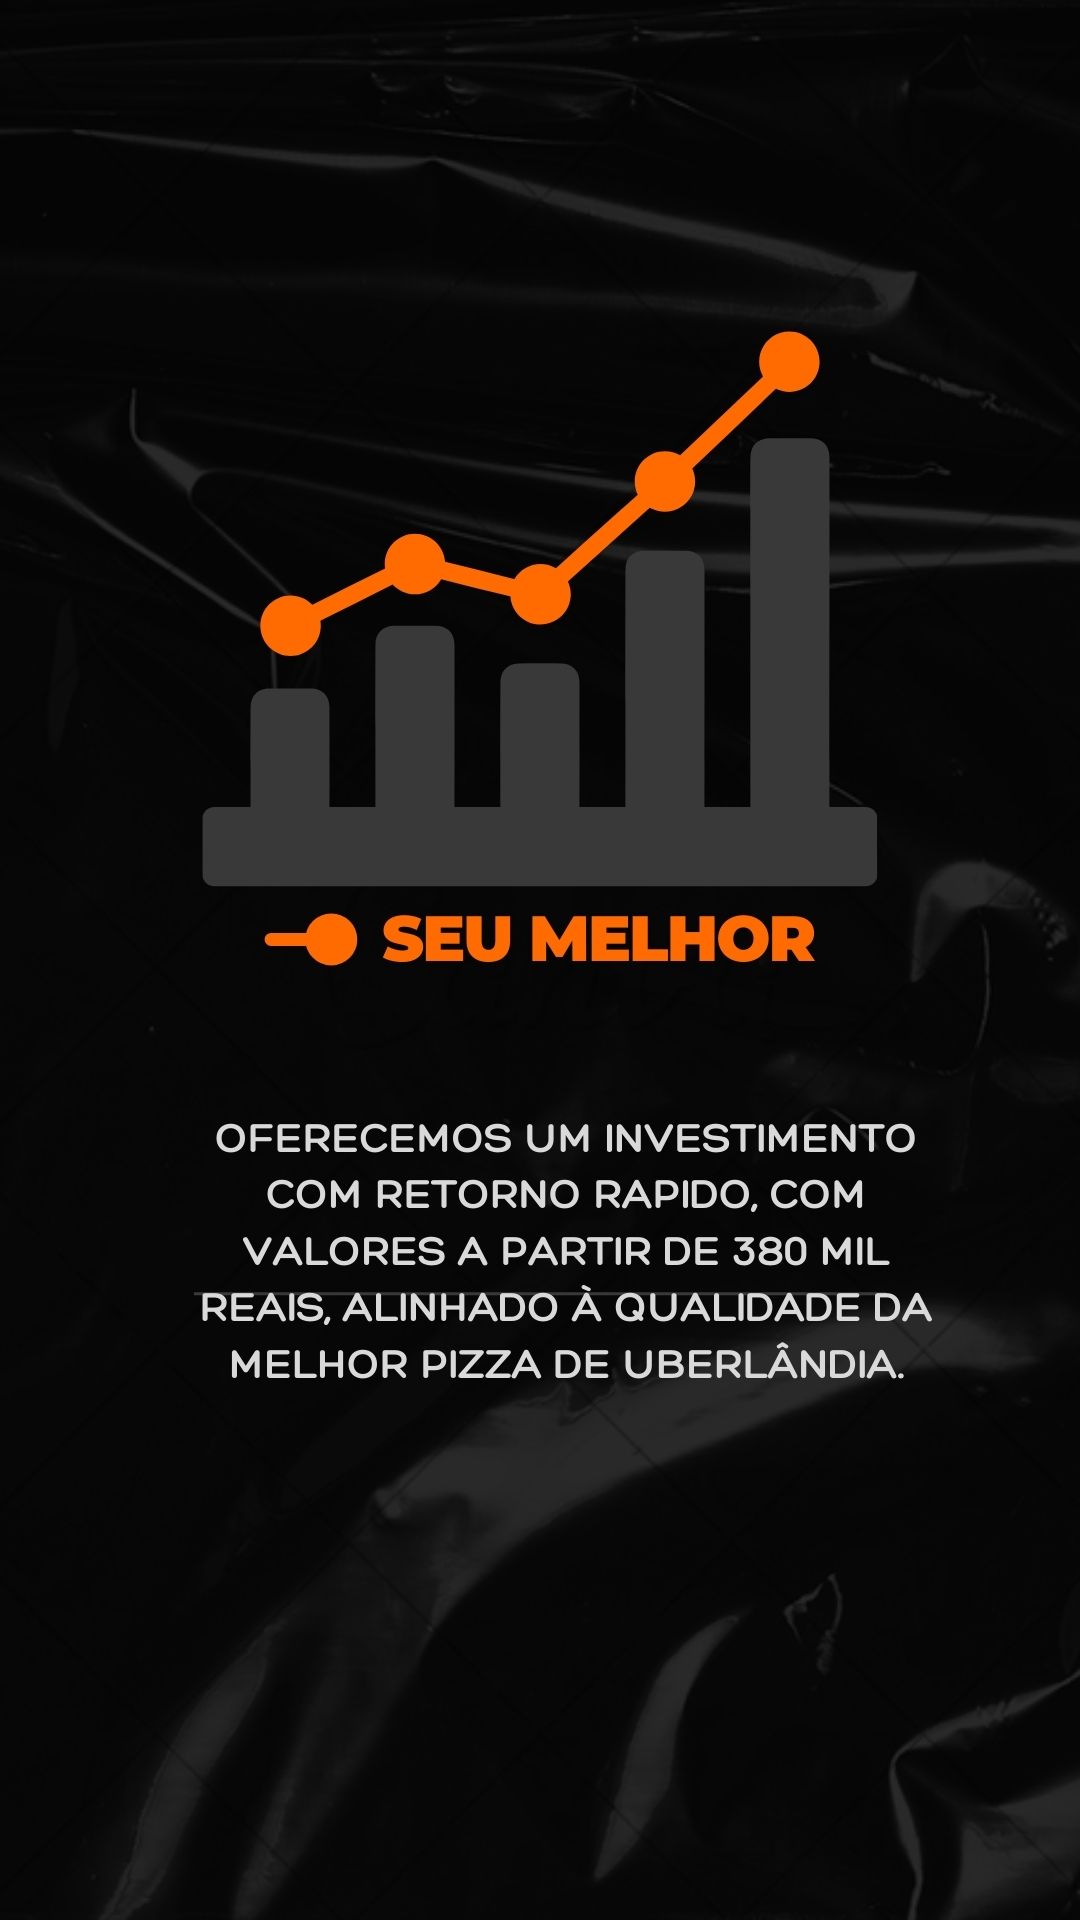 SEU MELHOR
OFERECEMOS UM INVESTIMENTO
COM RETORNO RAPIDO, COM
VALORES A PARTIR DE 380 MIL
REAIS, ALINHADO À QUALIDADE DA
MELHOR PIZZA DE UBERLÂNDIA.